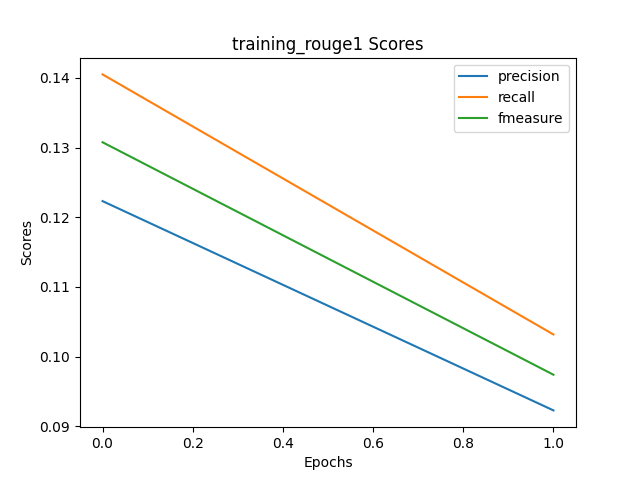 training_rouge1 Scores
precision
recall
fmeasure
Scores
0.14
0.13
0.12
0.11
0.10
0.09
0.0 0.2 0.4 0.6 0.8 1.0
Epochs